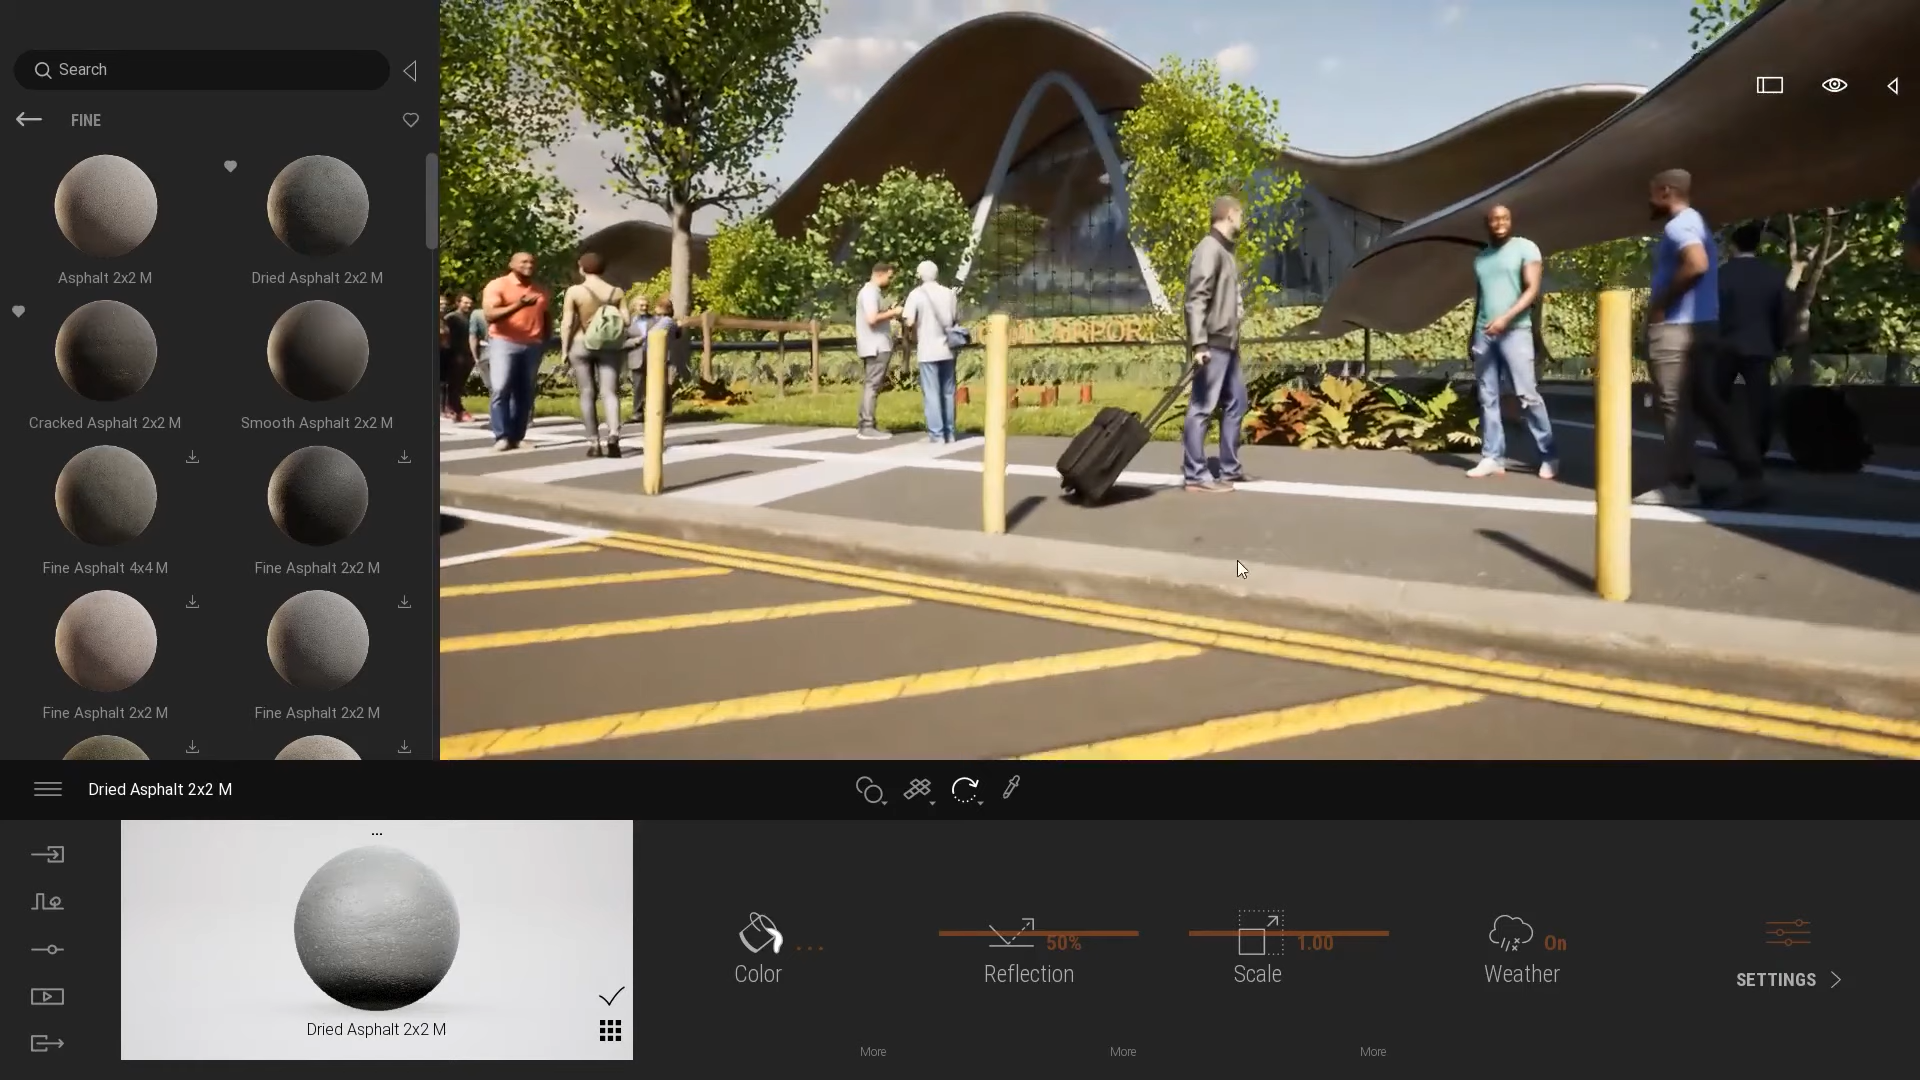 Search
FINE
Asphalt 2x2 M
Dried Asphalt 2x2 M
Cracked Asphalt 2x2 M
Smooth Asphalt 2x2 M
Fine Asphalt 4x4 M
Fine Asphalt 2x2 M
Fine Asphalt 2x2 M
Fine Asphalt 2x2 M
AIRPOR
Dried Asphalt 2x2 M
...
Dried Asphalt 2x2 M
Color
...
50%
Reflection
1.00
Scale
On
Weather
SETTINGS
More
More
More